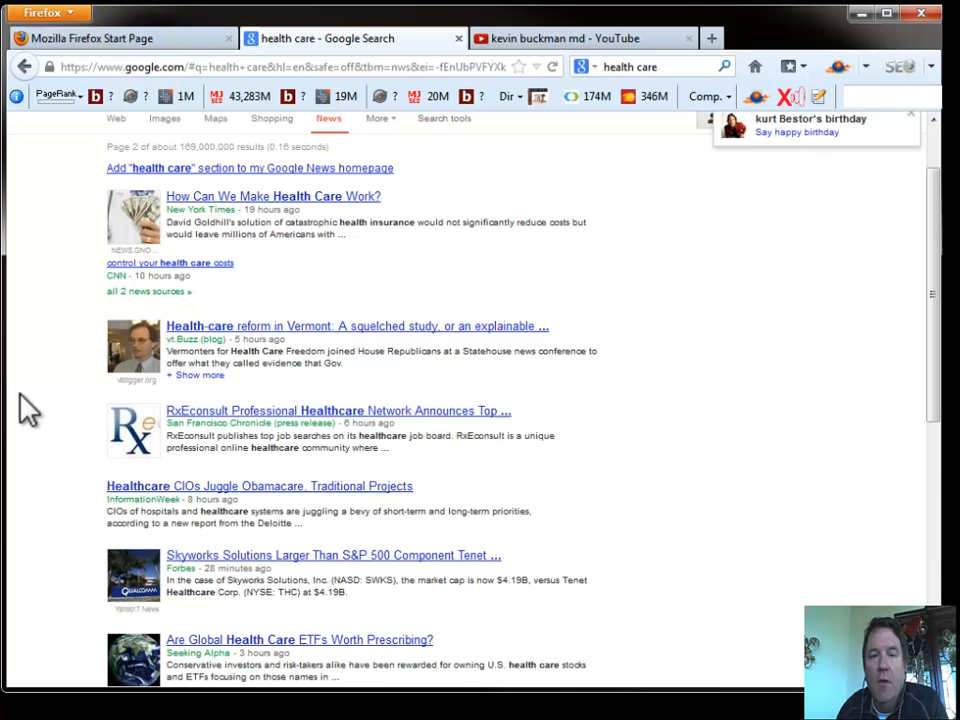 Firefox
Mozilla Firefox Start Page
health care - Google Search
kevin buckman md - YouTube
https://www.google.com/#q=health+care&hl=en&safe=off&tbm=nws&ei=-fEnUbPVFYXk
health care
SEO
PageRank
b ? ? 1M
MJ SEO 43,283M b ? 19M
? MJ SEO 20M b ? Dir
174M 346M
Comp.
kurt Bestor's birthday
Say happy birthday
Web Images Maps Shopping News More Search tools
Page 2 of about 169,000,000 results (0.16 seconds)
Add "health care" section to my Google News homepage
How Can We Make Health Care Work?
New York Times - 19 hours ago
David Goldhill's solution of catastrophic health insurance would not significantly reduce costs but
would leave millions of Americans with ...
NEWS.GNO...
control your health care costs
CNN - 10 hours ago
all 2 news sources »
Health-care reform in Vermont: A squelched study, or an explainable ...
vt.Buzz (blog) - 5 hours ago
Vermonters for Health Care Freedom joined House Republicans at a Statehouse news conference to
offer what they called evidence that Gov.
+ Show more
vtdigger.org
RxEconsult Professional Healthcare Network Announces Top ...
San Francisco Chronicle (press release) - 6 hours ago
RxEconsult publishes top job searches on its healthcare job board. RxEconsult is a unique
professional online healthcare community where ...
Rx e
Healthcare CIOs Juggle Obamacare, Traditional Projects
InformationWeek - 8 hours ago
CIOs of hospitals and healthcare systems are juggling a bevy of short-term and long-term priorities,
according to a new report from the Deloitte ...
Skyworks Solutions Larger Than S&P 500 Component Tenet ...
Forbes - 28 minutes ago
In the case of Skyworks Solutions, Inc. (NASD: SWKS), the market cap is now $4.19B, versus Tenet
Healthcare Corp. (NYSE: THC) at $4.19B.
QUALCOMM
Yahoo!7 News
Are Global Health Care ETFs Worth Prescribing?
Seeking Alpha - 3 hours ago
Conservative investors and risk-takers alike have been rewarded for owning U.S. health care stocks
and ETFs focusing on those names in ...